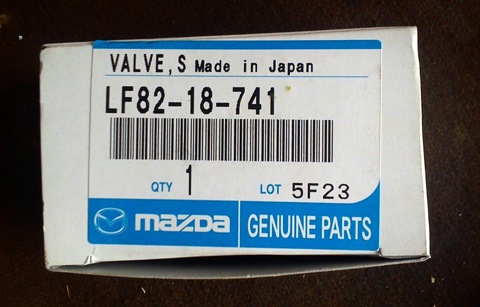 VALVE,S Made in Japan
LF82-18-741
QTY 1 LOT 5F23
mazda GENUINE PARTS